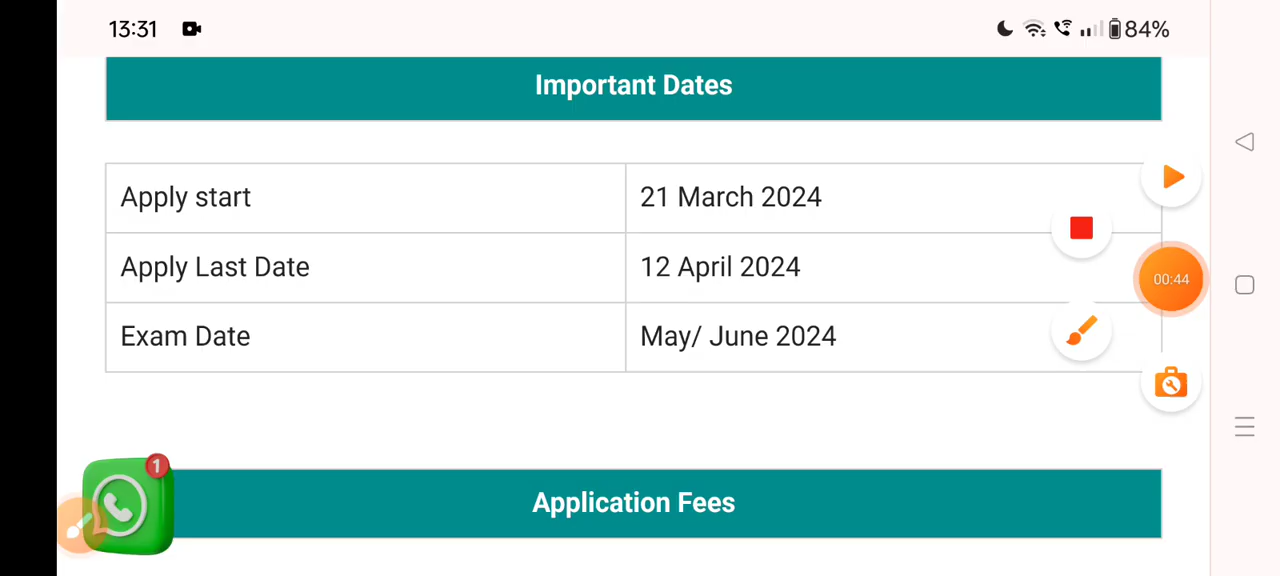 13:31 84%
Important Dates
Apply start 21 March 2024
Apply Last Date 12 April 2024
00:44
Exam Date May/ June 2024
1
Application Fees